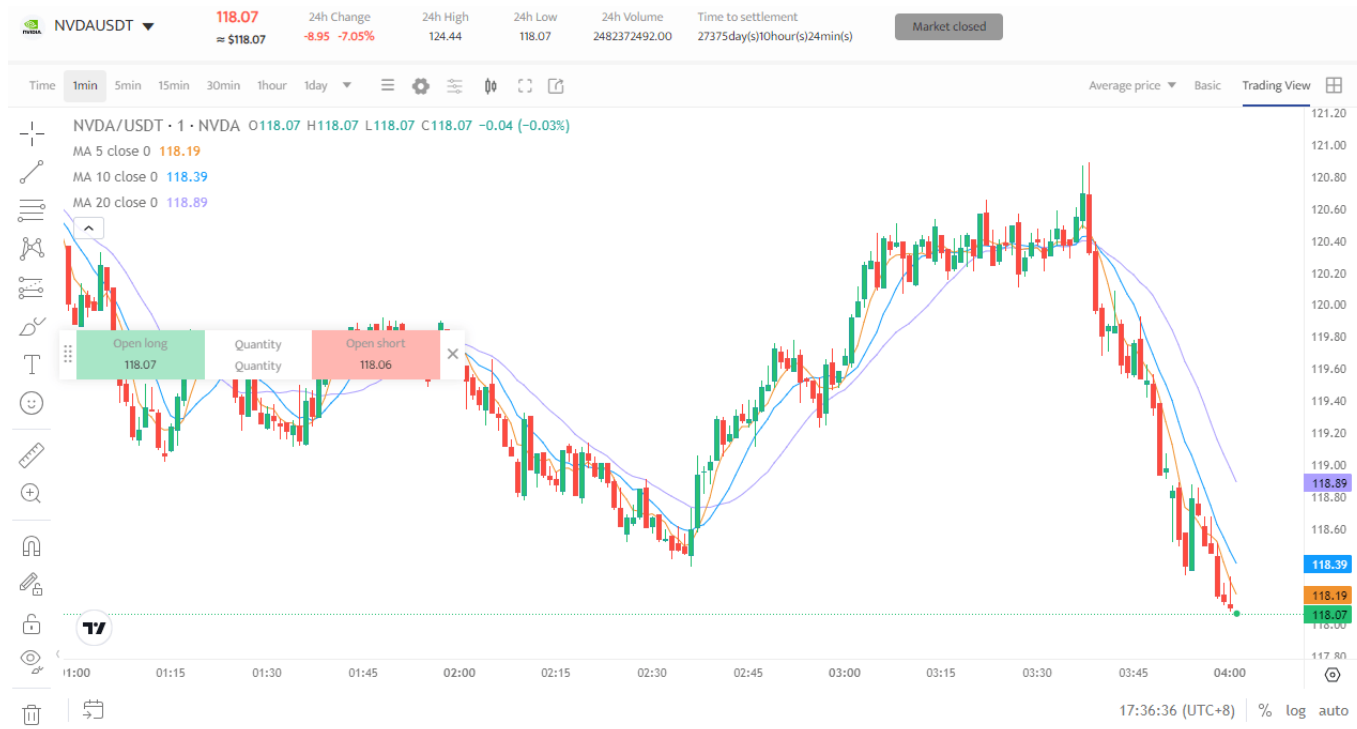 NVIDIA. NVDAUSDT 118.07 24h Change 24h High 24h Low 24h Volume Time to settlement Market closed
≈ $118.07 -8.95 -7.05% 124.44 118.07 2482372492.00 27375day(s)10hour(s)24min(s)
Time 1min 5min 15min 30min 1hour 1day Average price Basic Trading View
NVDA/USDT · 1 · NVDA O118.07 H118.07 L118.07 C118.07 −0.04 (−0.03%)
MA 5 close 0 118.19
MA 10 close 0 118.39
MA 20 close 0 118.89
Open long Quantity Open short
118.07 Quantity 118.06
121.20
121.00
120.80
120.60
120.40
120.20
120.00
119.80
119.60
119.40
119.20
119.00
118.89
118.80
118.60
118.39
118.19
118.07
118.00
117.80
01:15 01:30 01:45 02:00 02:15 02:30 02:45 03:00 03:15 03:30 03:45 04:00
17:36:36 (UTC+8) % log auto